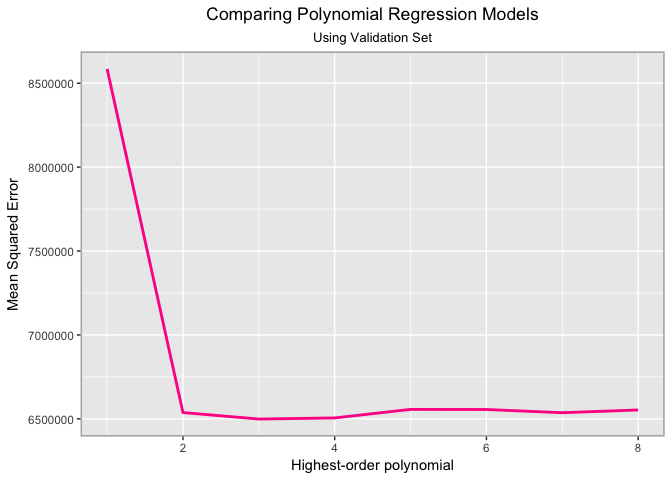 Comparing Polynomial Regression Models
Using Validation Set
Mean Squared Error
8500000
8000000
7500000
7000000
6500000
2 4 6 8
Highest-order polynomial